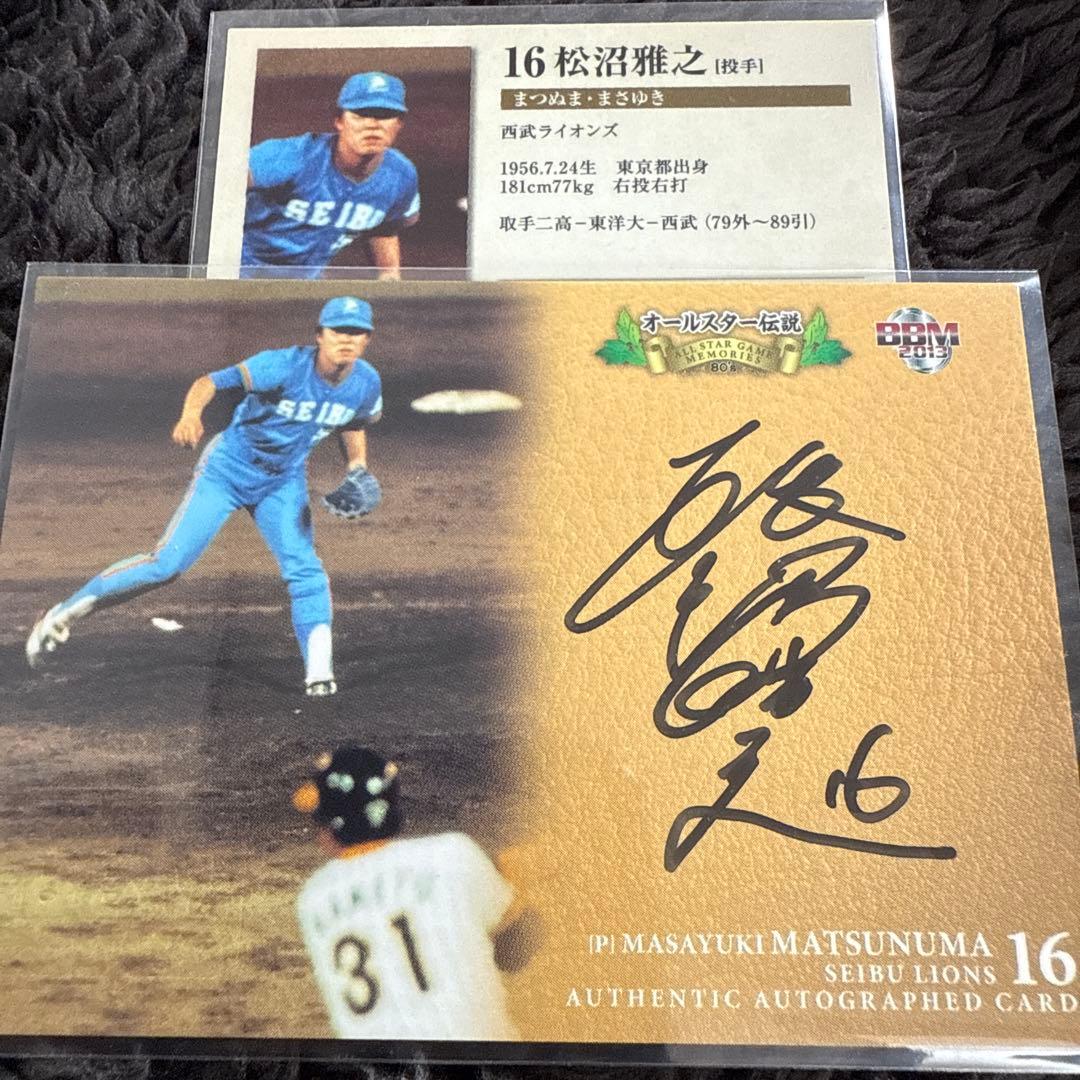 16 松沼雅之 [投手]
まつぬま・まさゆき
西武ライオンズ
1956.7.24生　東京都出身
181cm77kg　右投右打
取手二高－東洋大－西武（79外～89引）
SEIBU
オールスター伝説
ALL STAR GAME
MEMORIES
80's
BBM
2013
SEIBU
16
31
[P] MASAYUKI MATSUNUMA 16
SEIBU LIONS
AUTHENTIC AUTOGRAPHED CARD